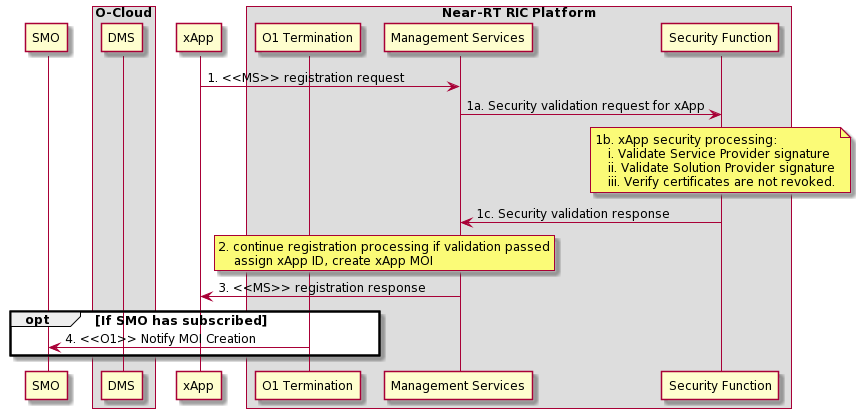 O-Cloud
Near-RT RIC Platform
SMO
DMS
xApp
O1 Termination
Management Services
Security Function
1. <<MS>> registration request
1a. Security validation request for xApp
1b. xApp security processing:
i. Validate Service Provider signature
ii. Validate Solution Provider signature
iii. Verify certificates are not revoked.
1c. Security validation response
2. continue registration processing if validation passed
assign xApp ID, create xApp MOI
3. <<MS>> registration response
opt [If SMO has subscribed]
4. <<O1>> Notify MOI Creation
SMO
DMS
xApp
O1 Termination
Management Services
Security Function